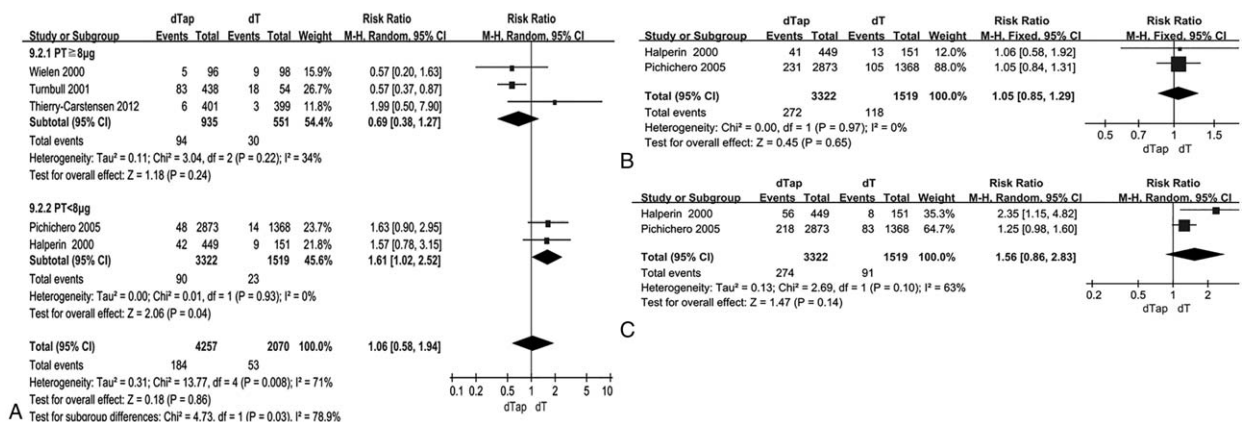 dTap dT Risk Ratio Risk Ratio
Study or Subgroup Events Total Events Total Weight M-H, Random, 95% CI M-H, Random, 95% CI
9.2.1 PT≧8μg
Wielen 2000 5 96 9 98 15.9% 0.57 [0.20, 1.63]
Turnbull 2001 83 438 18 54 26.7% 0.57 [0.37, 0.87]
Thierry-Carstensen 2012 6 401 3 399 11.8% 1.99 [0.50, 7.90]
Subtotal (95% CI) 935 551 54.4% 0.69 [0.38, 1.27]
Total events 94 30
Heterogeneity: Tau² = 0.11; Chi² = 3.04, df = 2 (P = 0.22); I² = 34%
Test for overall effect: Z = 1.18 (P = 0.24)
9.2.2 PT<8μg
Pichichero 2005 48 2873 14 1368 23.7% 1.63 [0.90, 2.95]
Halperin 2000 42 449 9 151 21.8% 1.57 [0.78, 3.15]
Subtotal (95% CI) 3322 1519 45.6% 1.61 [1.02, 2.52]
Total events 90 23
Heterogeneity: Tau² = 0.00; Chi² = 0.01, df = 1 (P = 0.93); I² = 0%
Test for overall effect: Z = 2.06 (P = 0.04)
Total (95% CI) 4257 2070 100.0% 1.06 [0.58, 1.94]
Total events 184 53
Heterogeneity: Tau² = 0.31; Chi² = 13.77, df = 4 (P = 0.008); I² = 71%
Test for overall effect: Z = 0.18 (P = 0.86)
Test for subgroup differences: Chi² = 4.73, df = 1 (P = 0.03), I² = 78.9%
0.1 0.2 0.5 1 2 5 10
dTap dT
A
dTap dT Risk Ratio Risk Ratio
Study or Subgroup Events Total Events Total Weight M-H, Fixed, 95% CI M-H, Fixed, 95% CI
Halperin 2000 41 449 13 151 12.0% 1.06 [0.58, 1.92]
Pichichero 2005 231 2873 105 1368 88.0% 1.05 [0.84, 1.31]
Total (95% CI) 3322 1519 100.0% 1.05 [0.85, 1.29]
Total events 272 118
Heterogeneity: Chi² = 0.00, df = 1 (P = 0.97); I² = 0%
Test for overall effect: Z = 0.45 (P = 0.65)
0.5 0.7 1 1.5
dTap dT
B
dTap dT Risk Ratio Risk Ratio
Study or Subgroup Events Total Events Total Weight M-H, Random, 95% CI M-H, Random, 95% CI
Halperin 2000 56 449 8 151 35.3% 2.35 [1.15, 4.82]
Pichichero 2005 218 2873 83 1368 64.7% 1.25 [0.98, 1.60]
Total (95% CI) 3322 1519 100.0% 1.56 [0.86, 2.83]
Total events 274 91
Heterogeneity: Tau² = 0.13; Chi² = 2.69, df = 1 (P = 0.10); I² = 63%
Test for overall effect: Z = 1.47 (P = 0.14)
0.2 0.5 1 2
dTap dT
C